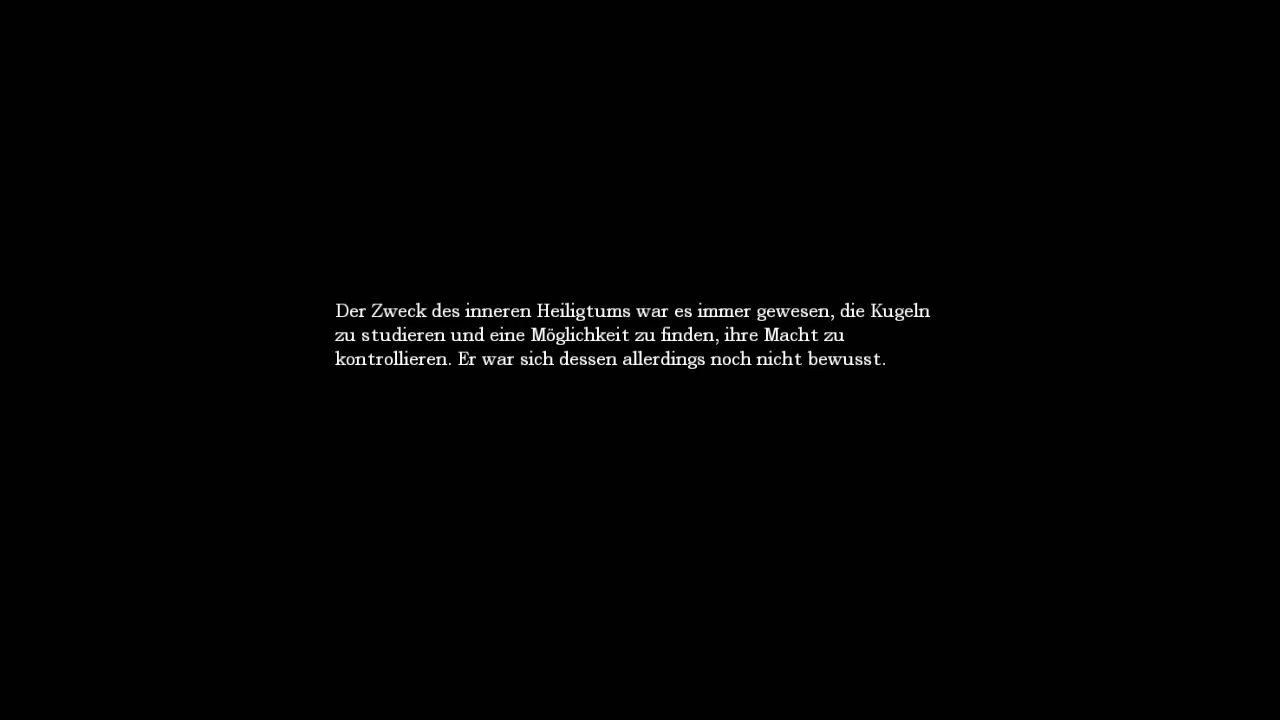 Der Zweck des inneren Heiligtums war es immer gewesen, die Kugeln
zu studieren und eine Möglichkeit zu finden, ihre Macht zu
kontrollieren. Er war sich dessen allerdings noch nicht bewusst.